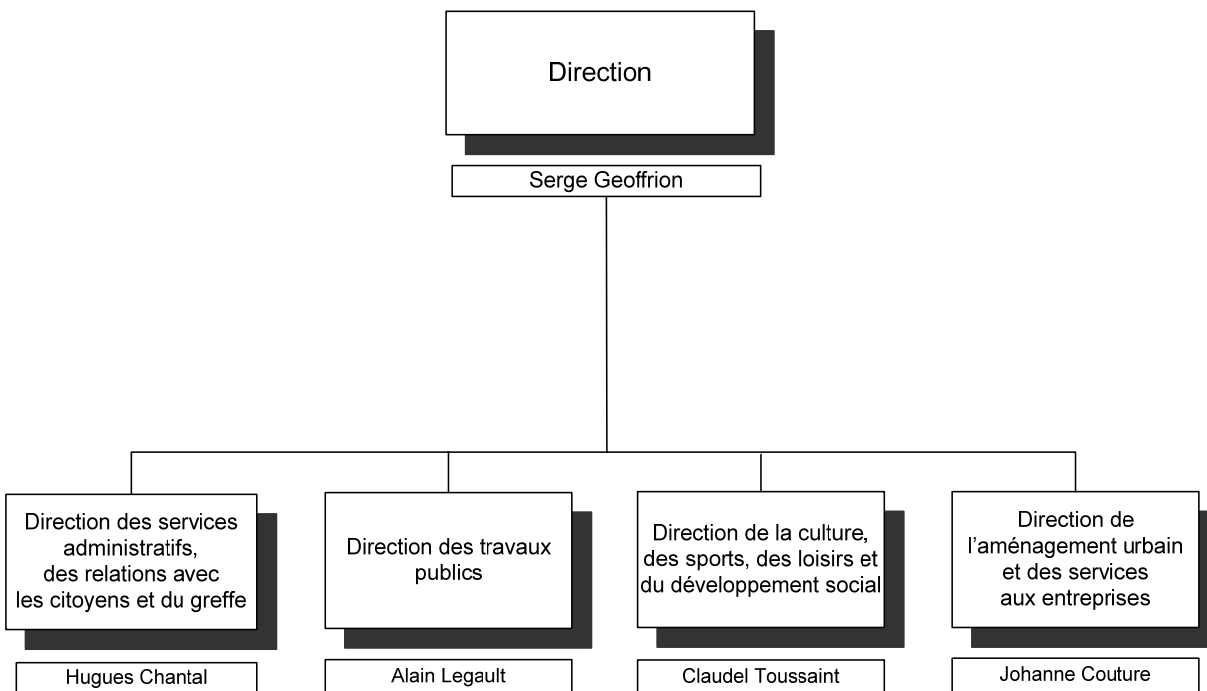 Direction
Serge Geoffrion
Direction des services
administratifs,
des relations avec
les citoyens et du greffe
Hugues Chantal
Direction des travaux
publics
Alain Legault
Direction de la culture,
des sports, des loisirs et
du développement social
Claudel Toussaint
Direction de
l’aménagement urbain
et des services
aux entreprises
Johanne Couture